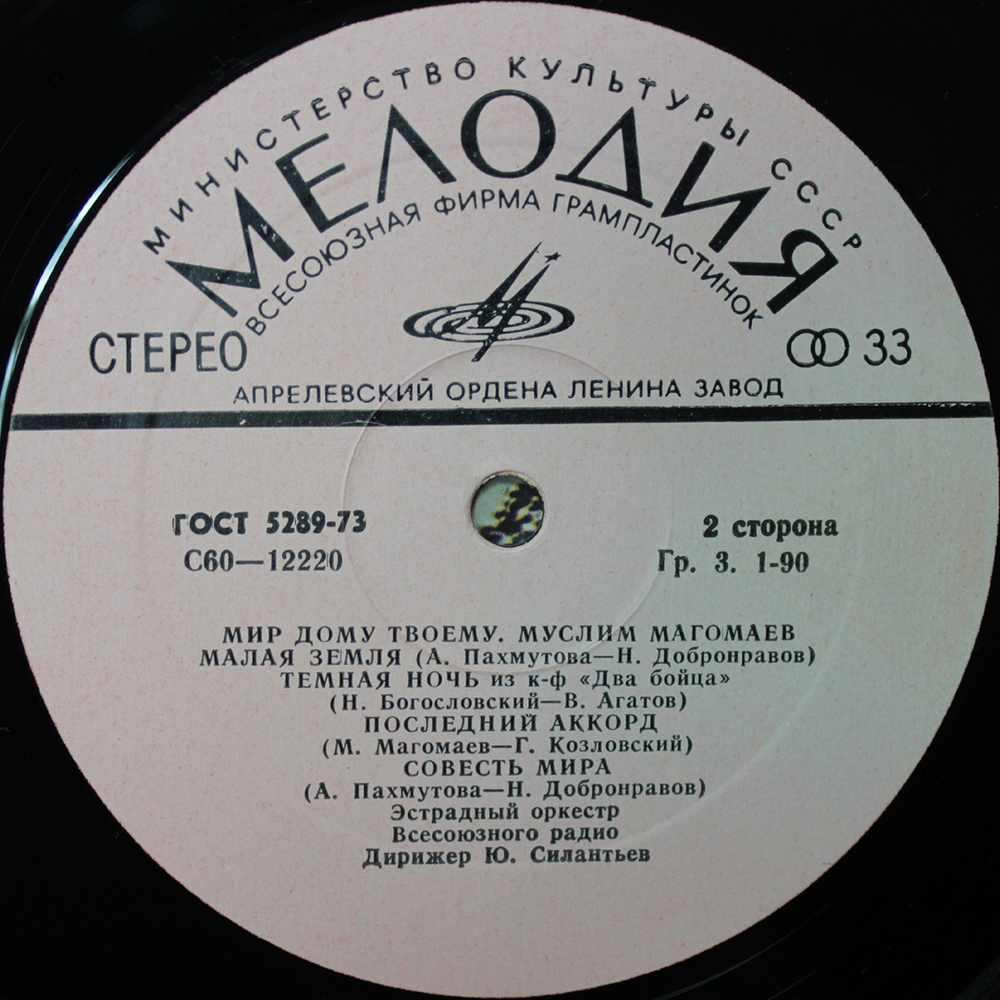 МИНИСТЕРСТВО КУЛЬТУРЫ СССР
МЕЛОДИЯ
ВСЕСОЮЗНАЯ ФИРМА ГРАМПЛАСТИНОК
СТЕРЕО
33
АПРЕЛЕВСКИЙ ОРДЕНА ЛЕНИНА ЗАВОД
ГОСТ 5289-73
2 сторона
С60—12220
Гр. 3. 1-90
МИР ДОМУ ТВОЕМУ. МУСЛИМ МАГОМАЕВ
МАЛАЯ ЗЕМЛЯ (А. Пахмутова—Н. Добронравов)
ТЕМНАЯ НОЧЬ из к-ф «Два бойца»
(Н. Богословский—В. Агатов)
ПОСЛЕДНИЙ АККОРД
(М. Магомаев—Г. Козловский)
СОВЕСТЬ МИРА
(А. Пахмутова—Н. Добронравов)
Эстрадный оркестр
Всесоюзного радио
Дирижер Ю. Силантьев